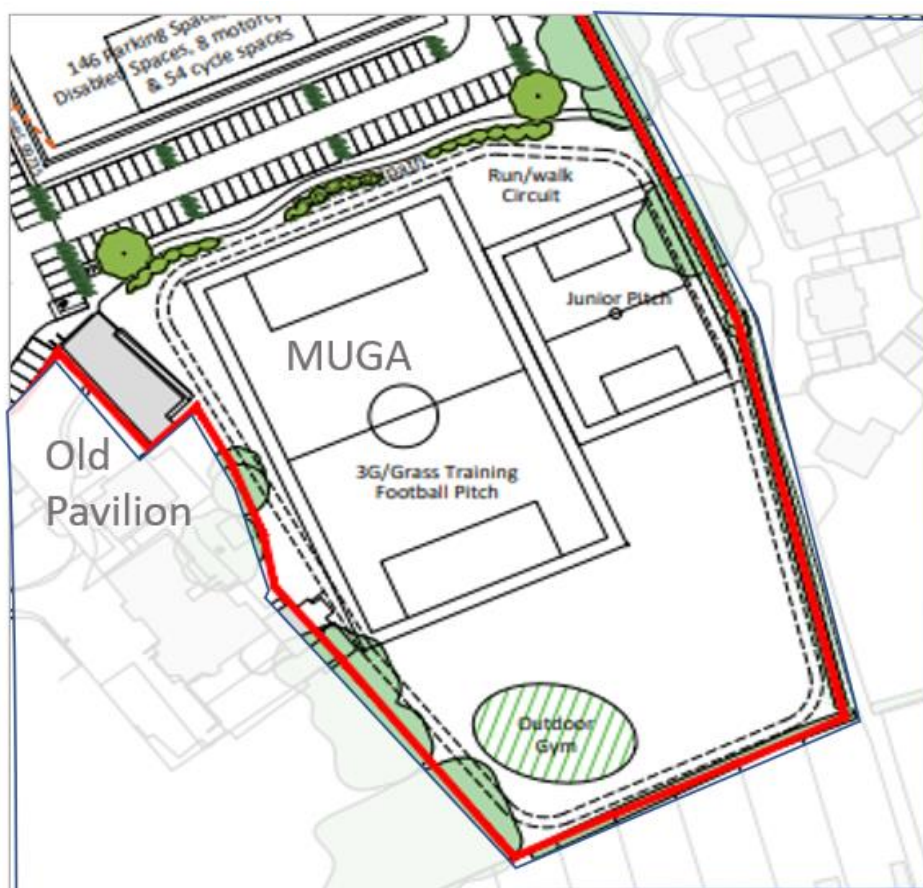 146 Parking Spaces
Disabled Spaces, 8 motorcy
& 54 cycle spaces
path
Run/walk
Circuit
Junior Pitch
MUGA
3G/Grass Training
Football Pitch
Old
Pavilion
Outdoor
Gym